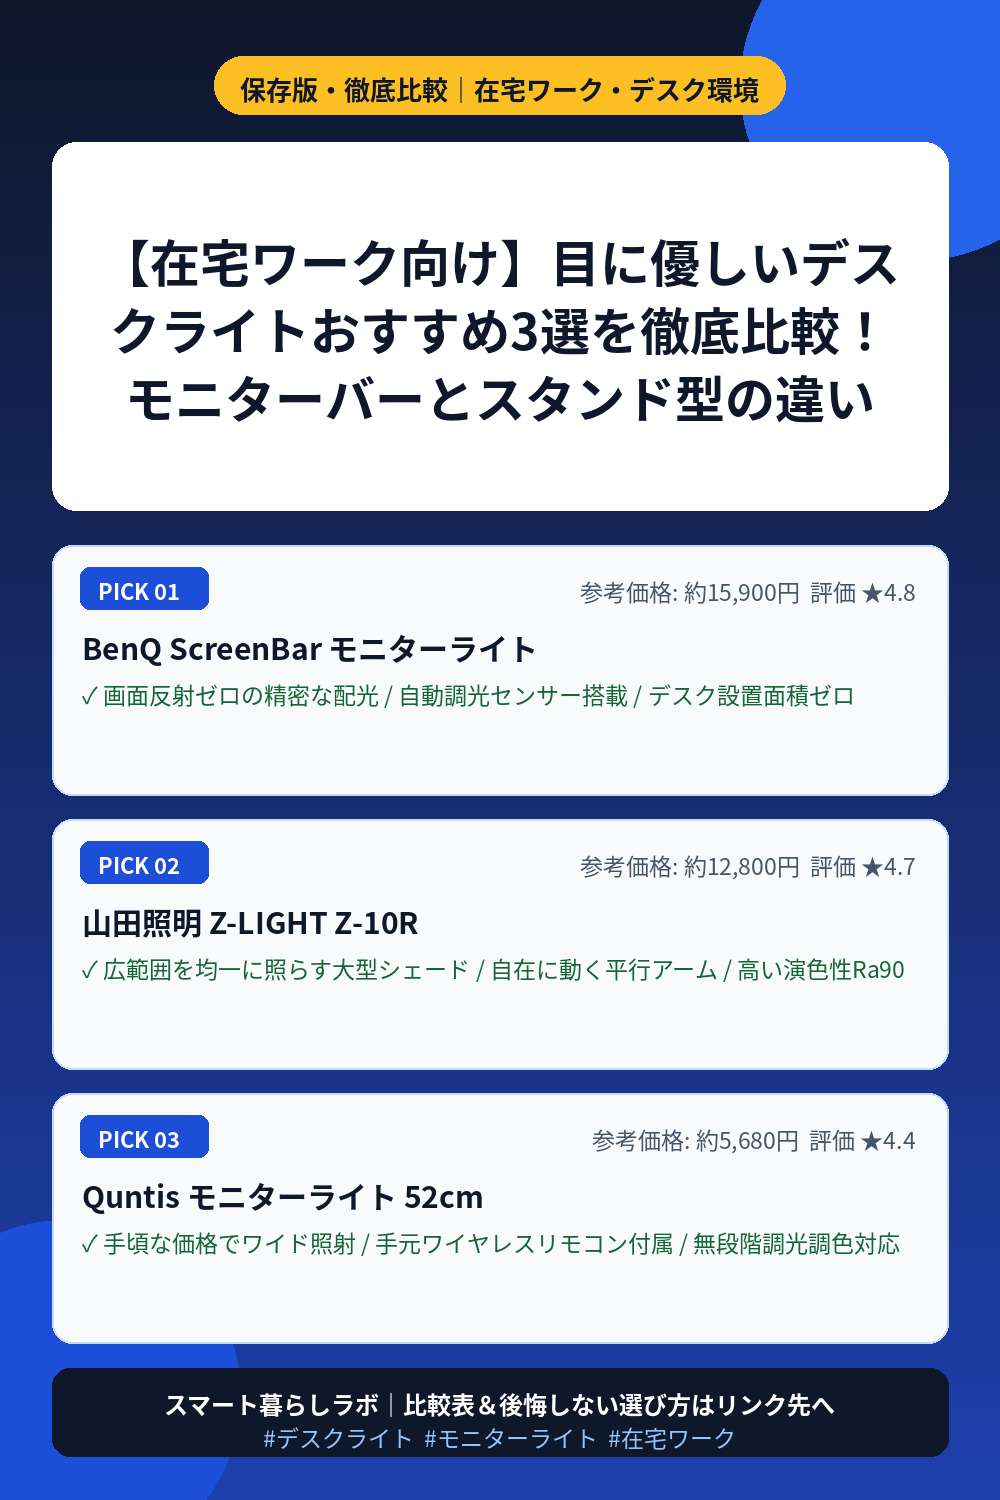 保存版・徹底比較｜在宅ワーク・デスク環境
【在宅ワーク向け】目に優しいデス
クライトおすすめ3選を徹底比較！
モニターバーとスタンド型の違い
PICK 01
参考価格: 約15,900円 評価 ★4.8
BenQ ScreenBar モニターライト
✓ 画面反射ゼロの精密な配光 / 自動調光センサー搭載 / デスク設置面積ゼロ
PICK 02
参考価格: 約12,800円 評価 ★4.7
山田照明 Z-LIGHT Z-10R
✓ 広範囲を均一に照らす大型シェード / 自在に動く平行アーム / 高い演色性Ra90
PICK 03
参考価格: 約5,680円 評価 ★4.4
Quntis モニターライト 52cm
✓ 手頃な価格でワイド照射 / 手元ワイヤレスリモコン付属 / 無段階調光調色対応
スマート暮らしラボ｜比較表＆後悔しない選び方はリンク先へ
#デスクライト #モニターライト #在宅ワーク